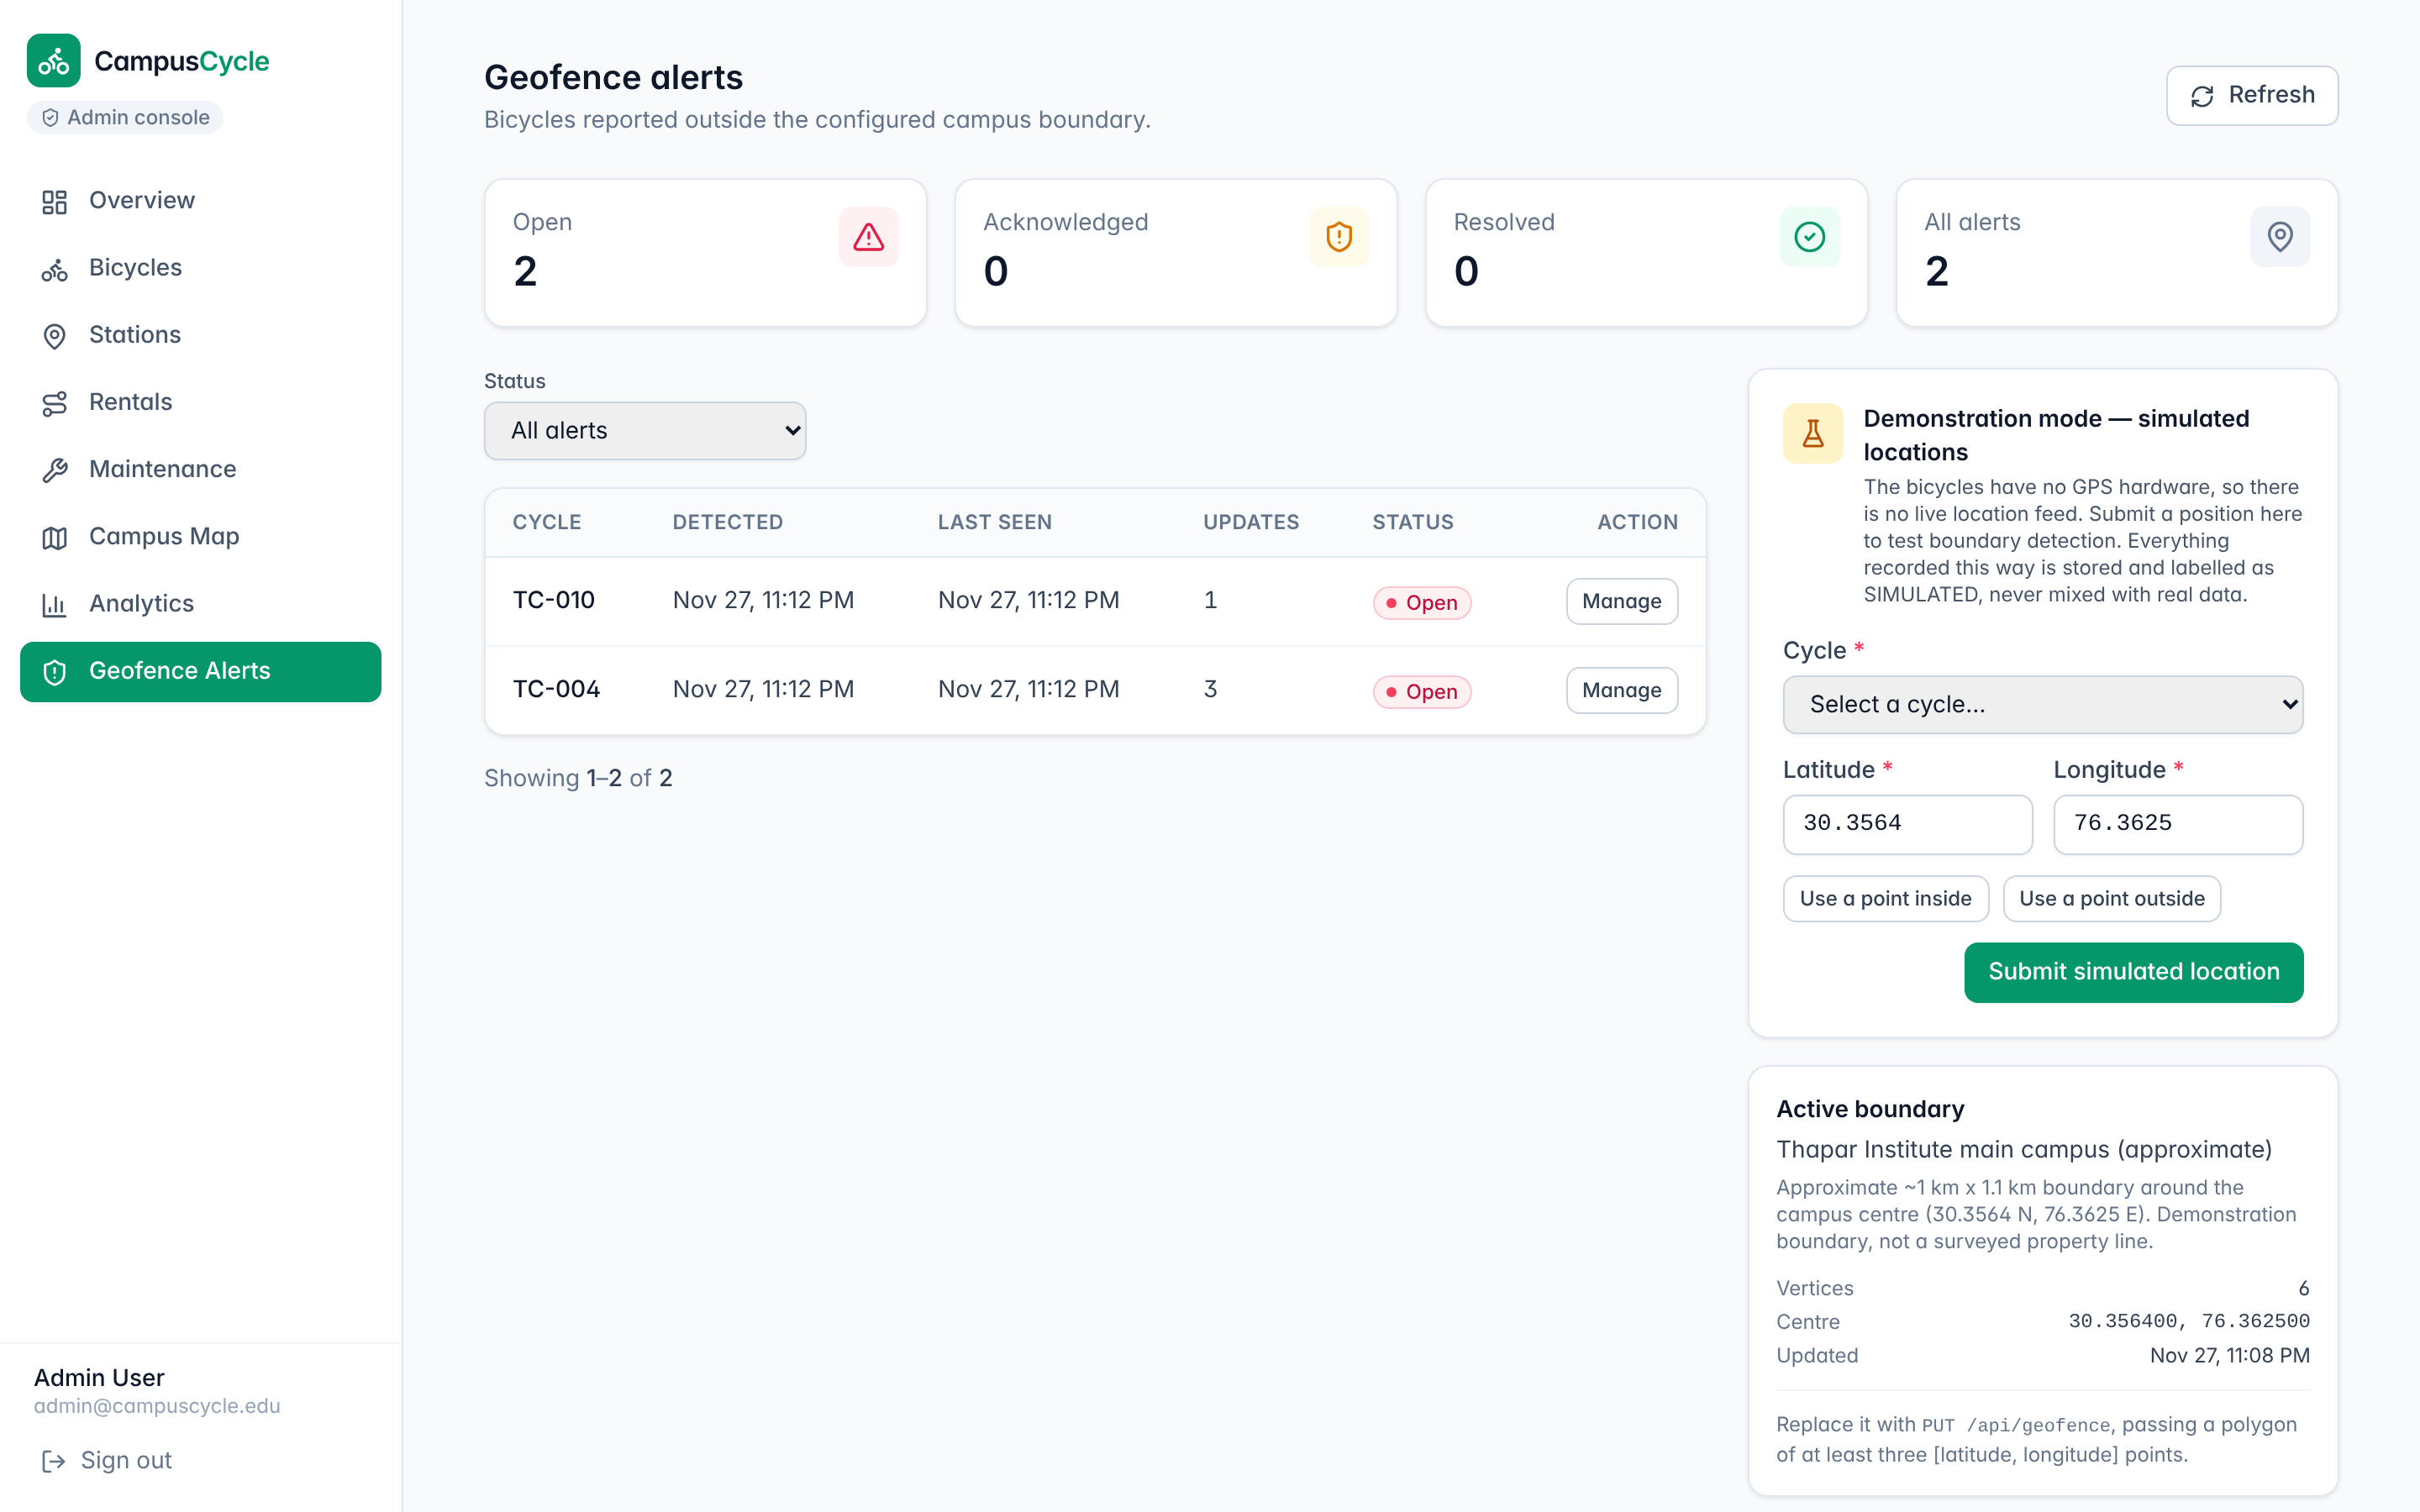 CampusCycle
Admin console
Overview
Bicycles
Stations
Rentals
Maintenance
Campus Map
Analytics
Geofence Alerts
Admin User
admin@campuscycle.edu
Sign out
Geofence alerts
Bicycles reported outside the configured campus boundary.
Refresh
Open
2
Acknowledged
0
Resolved
0
All alerts
2
Status
All alerts
CYCLE DETECTED LAST SEEN UPDATES STATUS ACTION
TC-010 Nov 27, 11:12 PM Nov 27, 11:12 PM 1 Open Manage
TC-004 Nov 27, 11:12 PM Nov 27, 11:12 PM 3 Open Manage
Showing 1–2 of 2
Demonstration mode — simulated
locations
The bicycles have no GPS hardware, so there
is no live location feed. Submit a position here
to test boundary detection. Everything
recorded this way is stored and labelled as
SIMULATED, never mixed with real data.
Cycle *
Select a cycle...
Latitude * Longitude *
30.3564 76.3625
Use a point inside Use a point outside
Submit simulated location
Active boundary
Thapar Institute main campus (approximate)
Approximate ~1 km x 1.1 km boundary around the
campus centre (30.3564 N, 76.3625 E). Demonstration
boundary, not a surveyed property line.
Vertices 6
Centre 30.356400, 76.362500
Updated Nov 27, 11:08 PM
Replace it with PUT /api/geofence, passing a polygon
of at least three [latitude, longitude] points.